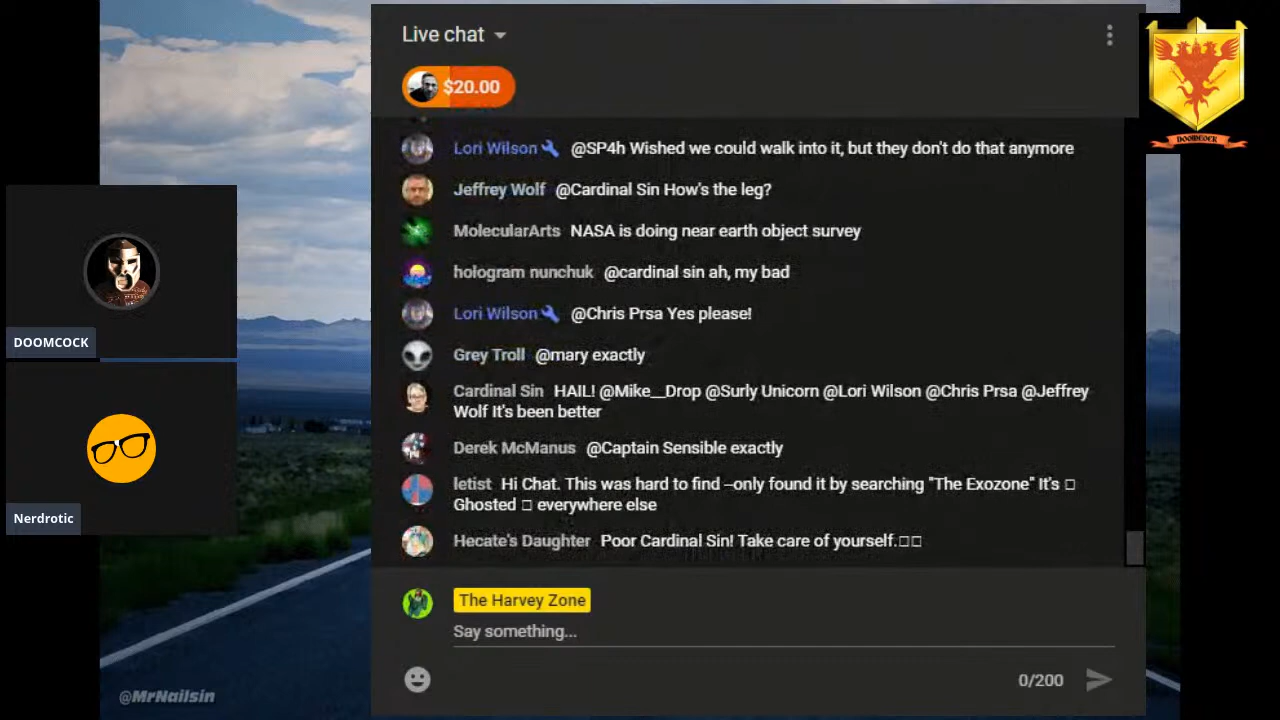 Live chat
$20.00
DOOMCOCK
Lori Wilson @SP4h Wished we could walk into it, but they don't do that anymore
Jeffrey Wolf @Cardinal Sin How's the leg?
MolecularArts NASA is doing near earth object survey
hologram nunchuk @cardinal sin ah, my bad
Lori Wilson @Chris Prsa Yes please!
DOOMCOCK
Grey Troll @mary exactly
Cardinal Sin HAIL! @Mike__Drop @Surly Unicorn @Lori Wilson @Chris Prsa @Jeffrey
Wolf It's been better
Derek McManus @Captain Sensible exactly
letist Hi Chat. This was hard to find --only found it by searching "The Exozone" It's □
Ghosted □ everywhere else
Nerdrotic
Hecate's Daughter Poor Cardinal Sin! Take care of yourself.□□
The Harvey Zone
Say something...
0/200
@MrNailsin